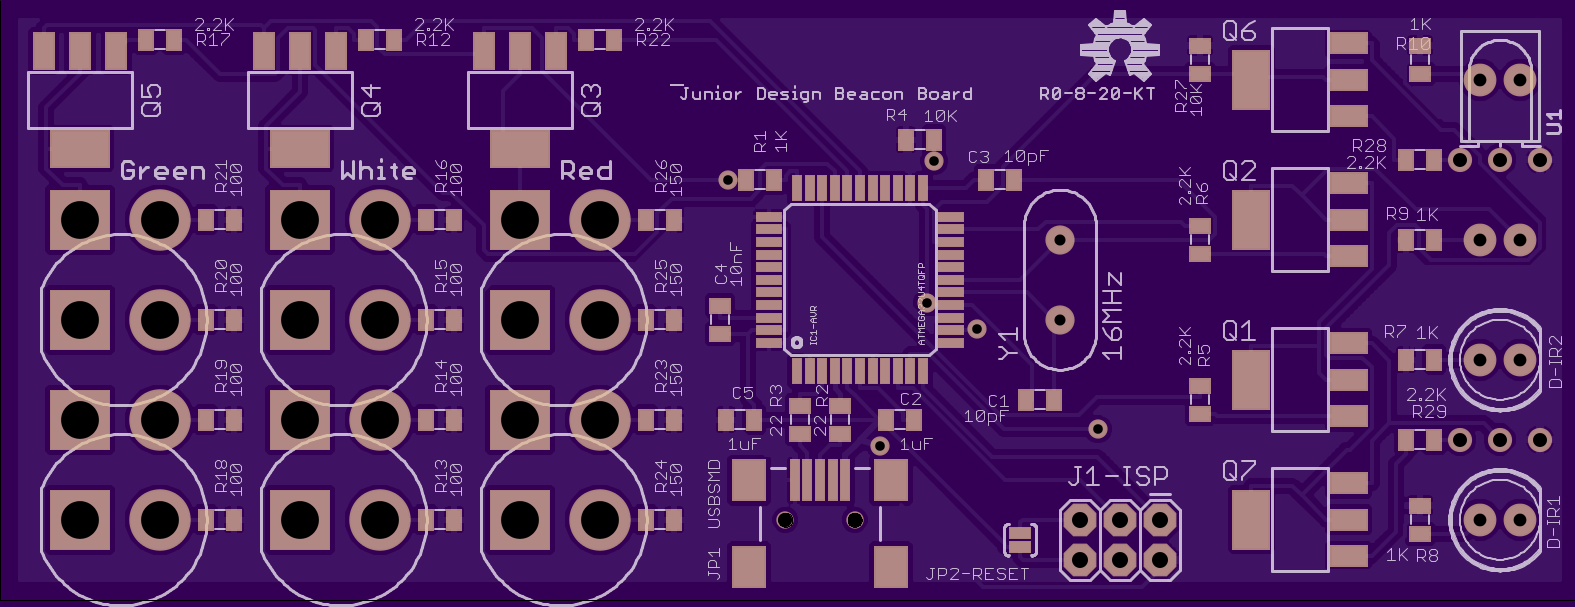 2.2K
R17
2.2K
R12
2.2K
R22
Q5
Q4
Q3
Green
White
Red
R21
100
R16
100
R26
150
R20
100
R15
100
R25
150
R19
100
R14
100
R23
150
R18
100
R13
100
R24
150
Junior Design Beacon Board
R0-8-20-KT
R4 10K
R1
1K
C3 10pF
C4
10nF
IC1-AVR
Y1
16MHz
C1
10pF
C5
1uF
22 R3
22 R2
C2
1uF
USBSMD
JP1
JP2-RESET
J1-ISP
Q6
R27
10K
1K
R10
U1
Q2
2.2K
R6
R28
2.2K
R9 1K
Q1
2.2K
R5
R7 1K
D-IR2
2.2K
R29
Q7
1K R8
D-IR1